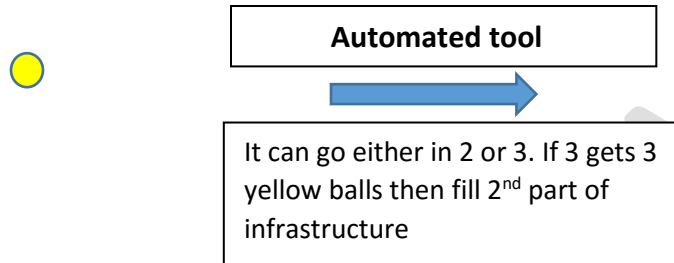 Automated tool
It can go either in 2 or 3. If 3 gets 3
yellow balls then fill 2nd part of
infrastructure